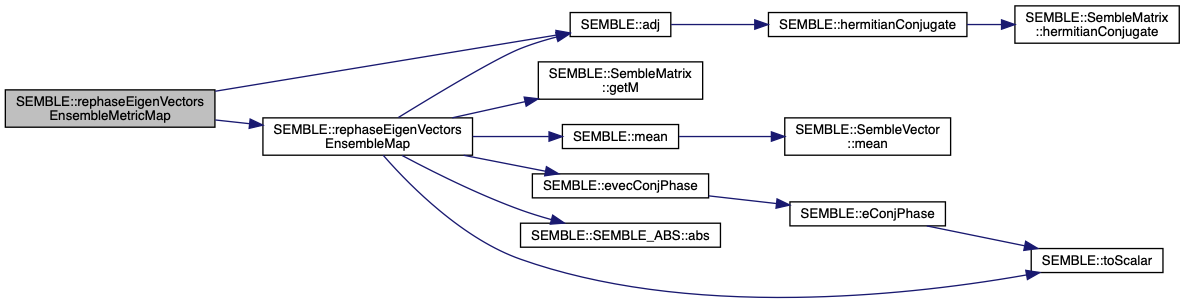 SEMBLE::rephaseEigenVectors
EnsembleMetricMap
SEMBLE::rephaseEigenVectors
EnsembleMap
SEMBLE::adj
SEMBLE::hermitianConjugate
SEMBLE::SembleMatrix
::hermitianConjugate
SEMBLE::SembleMatrix
::getM
SEMBLE::mean
SEMBLE::SembleVector
::mean
SEMBLE::evecConjPhase
SEMBLE::eConjPhase
SEMBLE::SEMBLE_ABS::abs
SEMBLE::toScalar